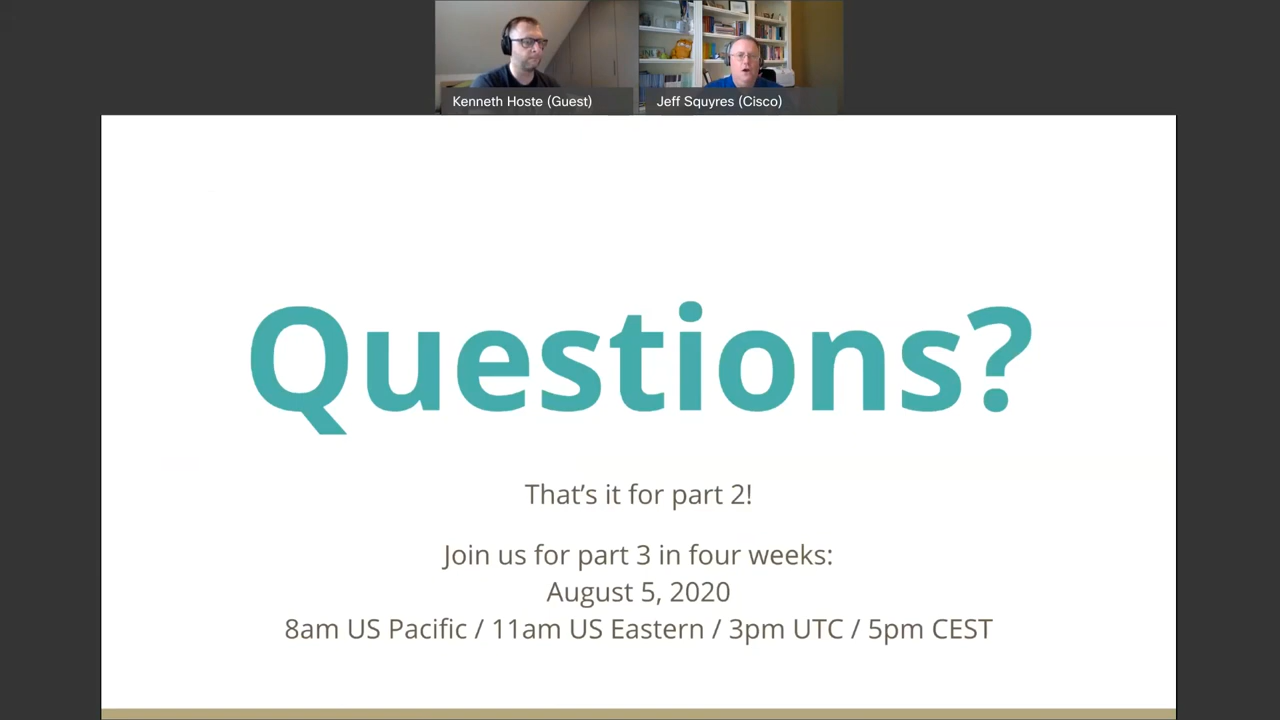 Kenneth Hoste (Guest)
Jeff Squyres (Cisco)
Questions?
That's it for part 2!
Join us for part 3 in four weeks:
August 5, 2020
8am US Pacific / 11am US Eastern / 3pm UTC / 5pm CEST